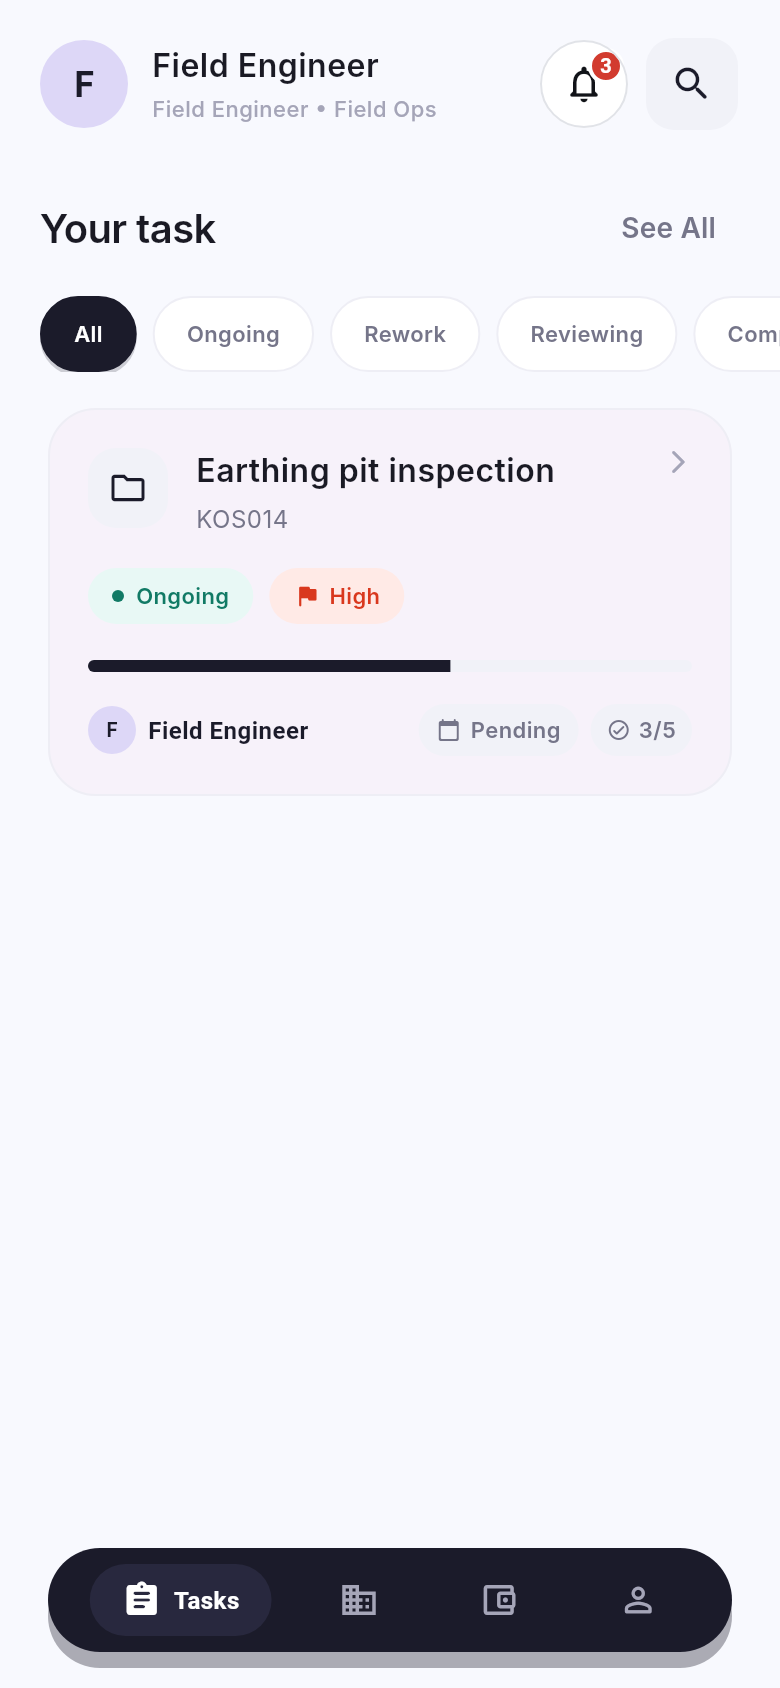 F
Field Engineer
Field Engineer • Field Ops
3
Your task
See All
All
Ongoing
Rework
Reviewing
Earthing pit inspection
KOS014
Ongoing
High
F
Field Engineer
Pending
3/5
Tasks